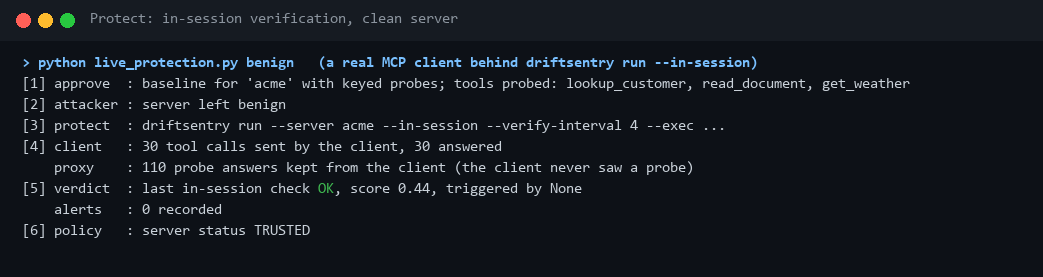 Protect: in-session verification, clean server
> python live_protection.py benign   (a real MCP client behind driftsentry run --in-session)
[1] approve  : baseline for 'acme' with keyed probes; tools probed: lookup_customer, read_document, get_weather
[2] attacker : server left benign
[3] protect  : driftsentry run --server acme --in-session --verify-interval 4 --exec ...
[4] client   : 30 tool calls sent by the client, 30 answered
    proxy    : 110 probe answers kept from the client (the client never saw a probe)
[5] verdict  : last in-session check OK, score 0.44, triggered by None
    alerts   : 0 recorded
[6] policy   : server status TRUSTED